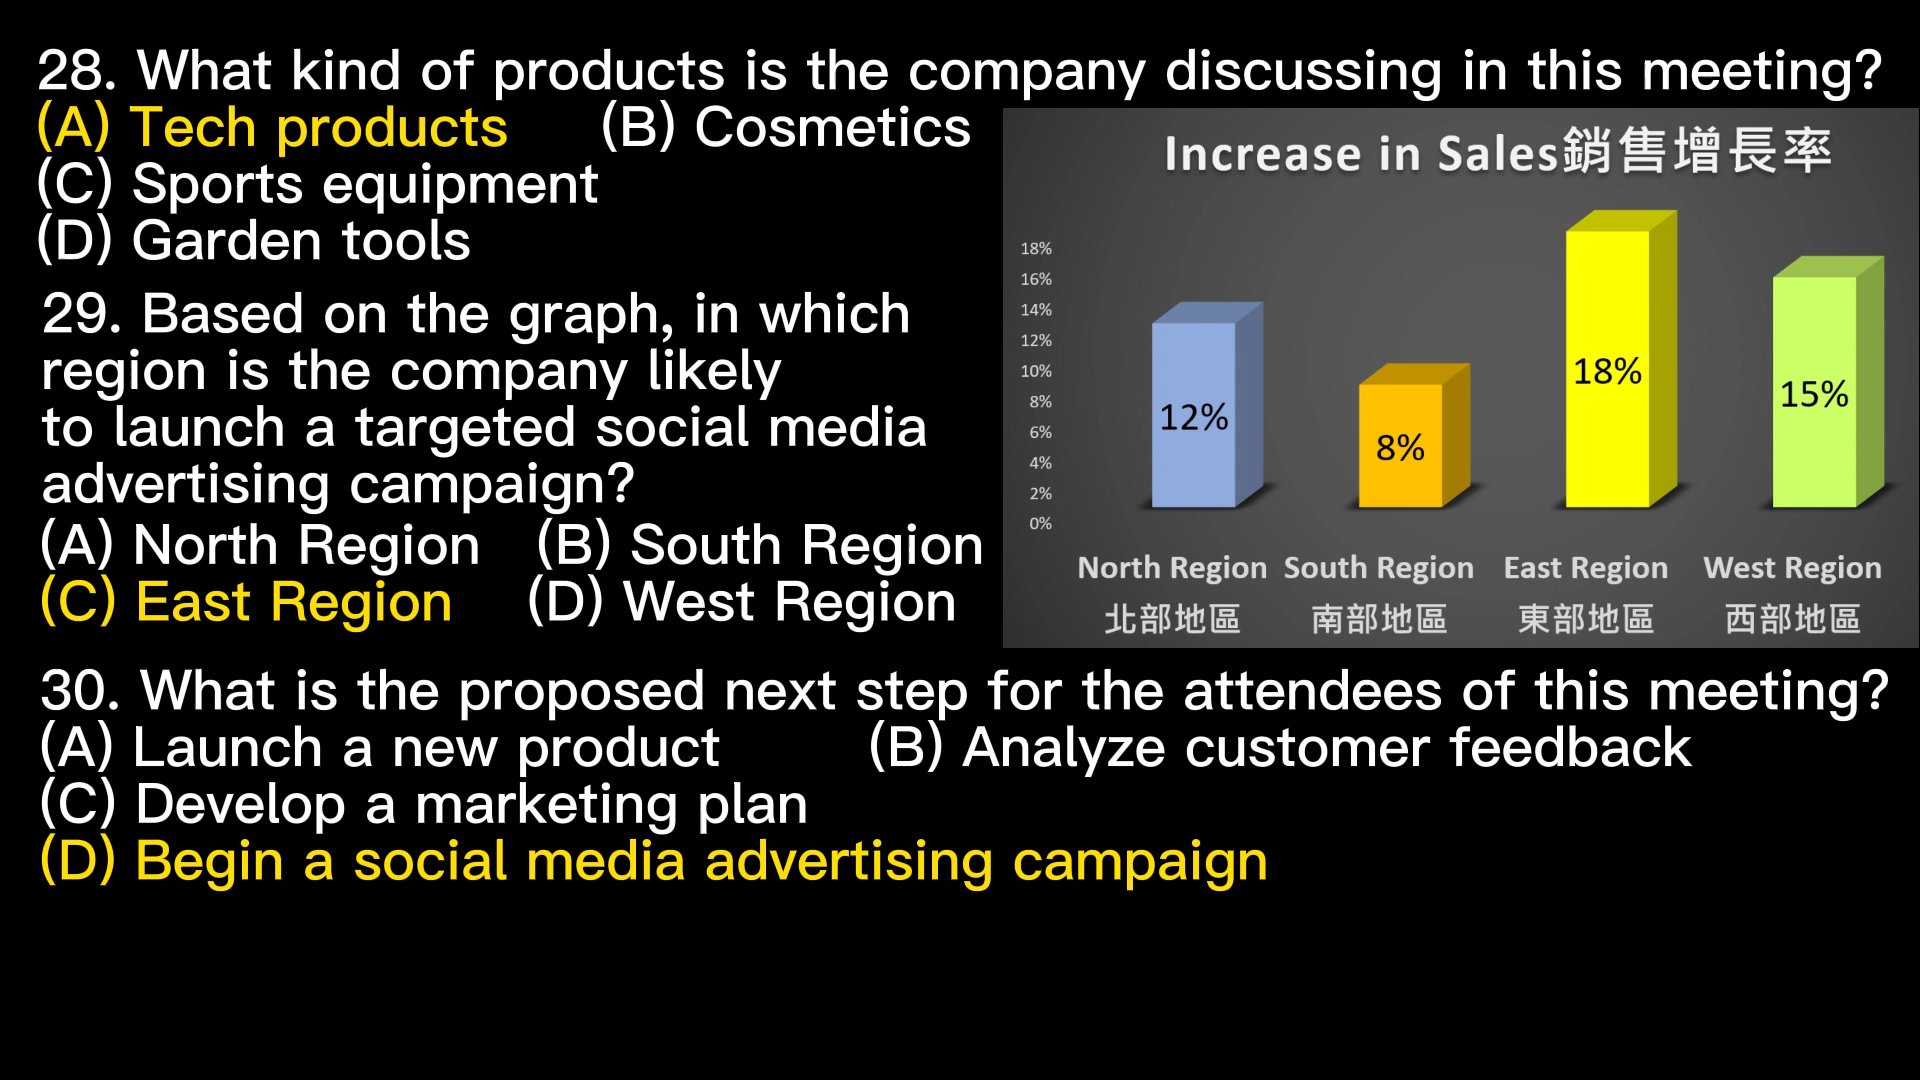 28. What kind of products is the company discussing in this meeting?
(A) Tech products (B) Cosmetics
(C) Sports equipment
(D) Garden tools
29. Based on the graph, in which
region is the company likely
to launch a targeted social media
advertising campaign?
(A) North Region (B) South Region
(C) East Region (D) West Region
Increase in Sales銷售增長率
18%
16%
14%
12%
10%
8%
6%
4%
2%
0%
12%
8%
18%
15%
North Region South Region East Region West Region
北部地區 南部地區 東部地區 西部地區
30. What is the proposed next step for the attendees of this meeting?
(A) Launch a new product (B) Analyze customer feedback
(C) Develop a marketing plan
(D) Begin a social media advertising campaign